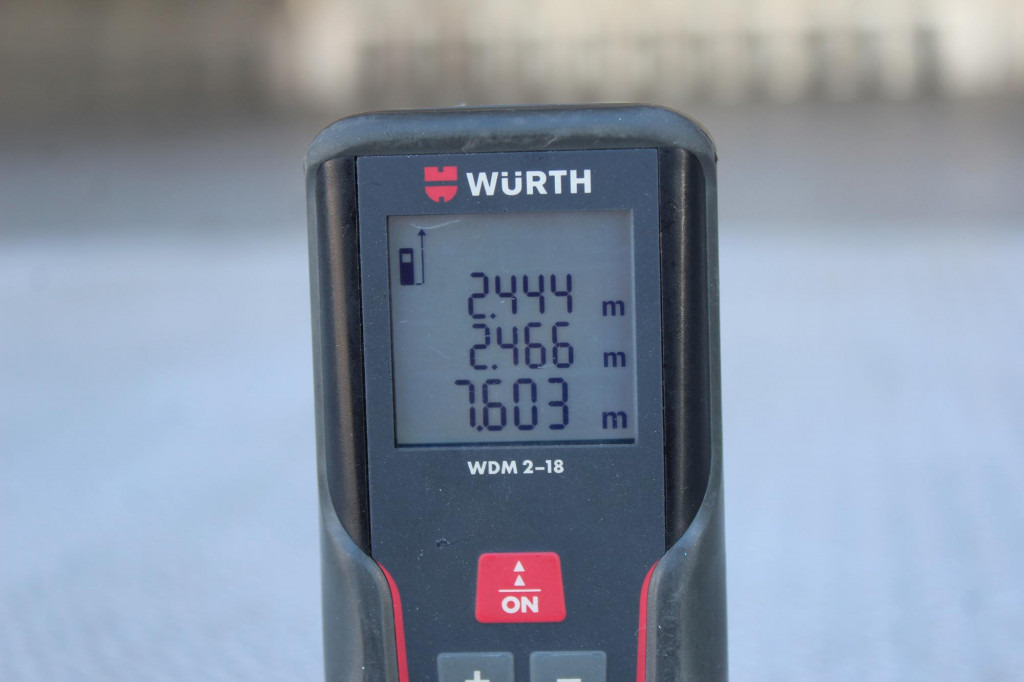 WÜRTH
2.444 m
2.466 m
7.603 m
WDM 2-18
ON
+ −